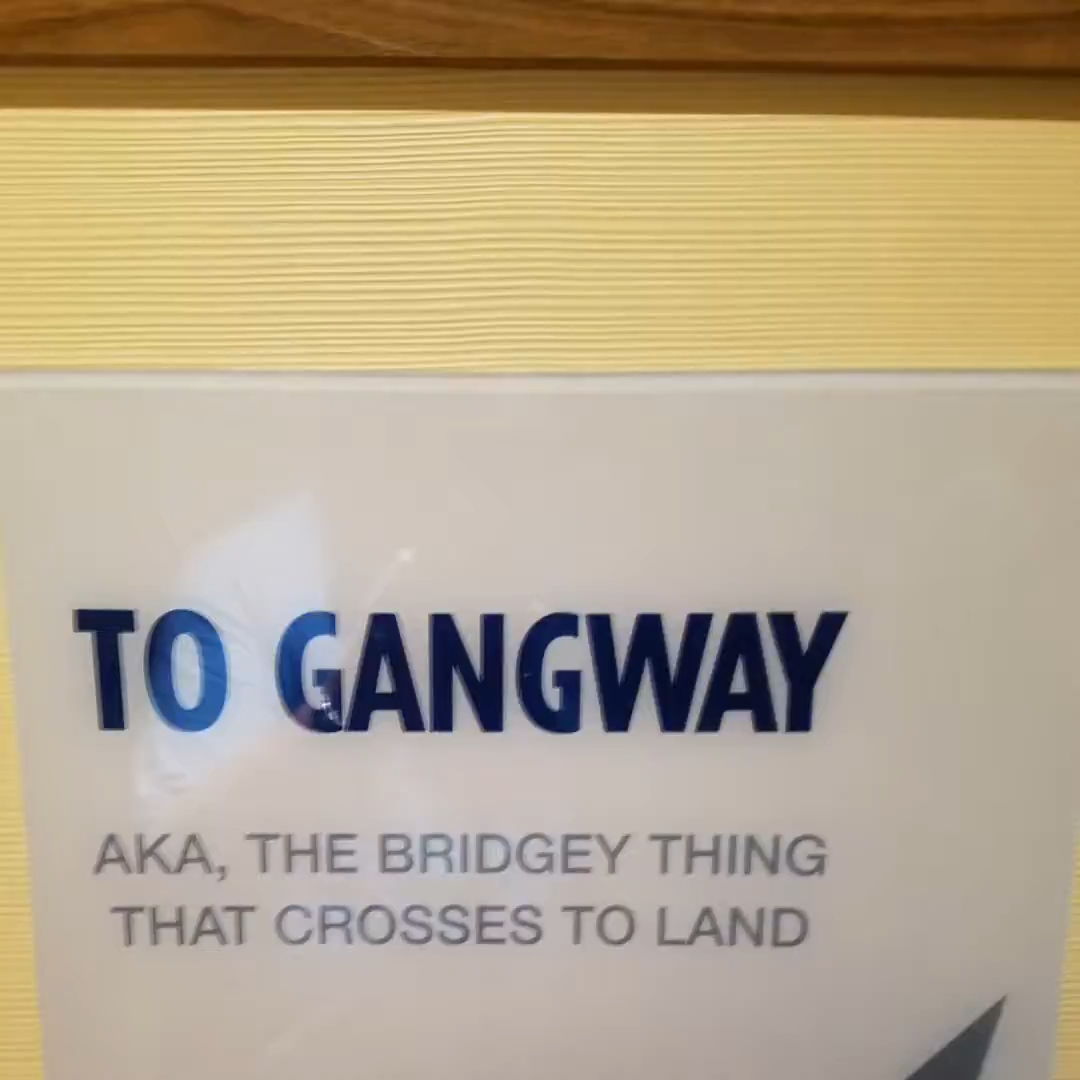 TO GANGWAY
AKA, THE BRIDGEY THING
THAT CROSSES TO LAND